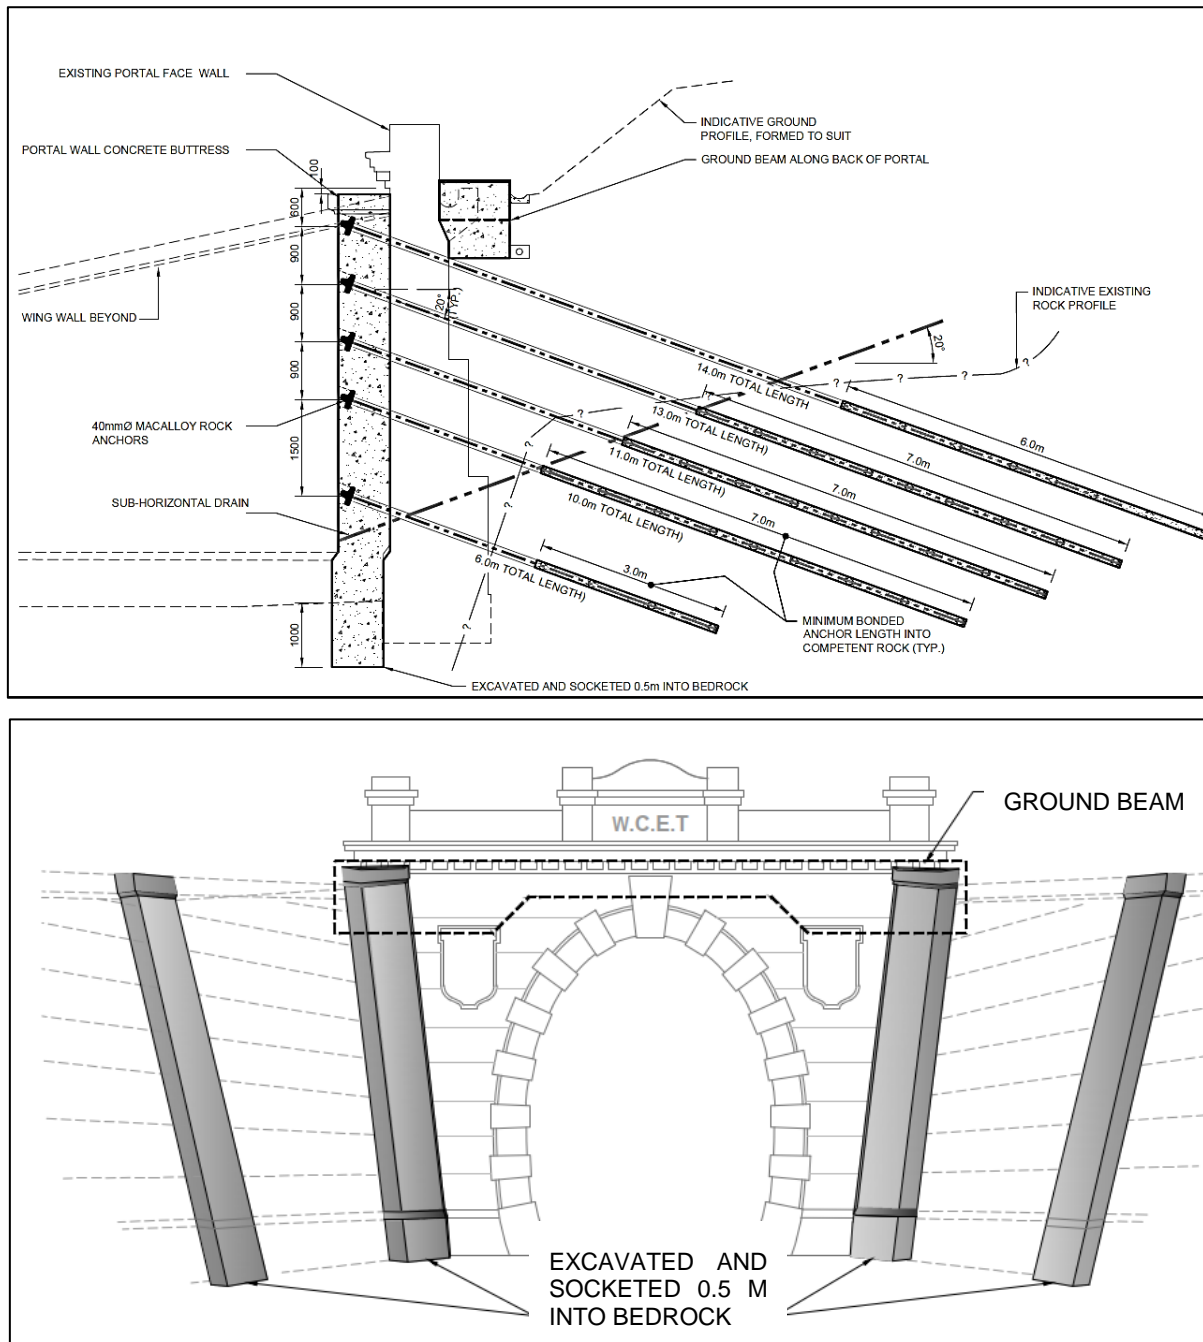 EXISTING PORTAL FACE WALL
PORTAL WALL CONCRETE BUTTRESS
INDICATIVE GROUND
PROFILE, FORMED TO SUIT
GROUND BEAM ALONG BACK OF PORTAL
100
600
900
900
900
1500
1000
WING WALL BEYOND
20°
(TYP.)
INDICATIVE EXISTING
ROCK PROFILE
20°
?
?
?
?
?
?
?
?
?
40mmØ MACALLOY ROCK
ANCHORS
SUB-HORIZONTAL DRAIN
14.0m TOTAL LENGTH
13.0m TOTAL LENGTH)
11.0m TOTAL LENGTH)
10.0m TOTAL LENGTH)
6.0m TOTAL LENGTH)
6.0m
7.0m
7.0m
7.0m
3.0m
MINIMUM BONDED
ANCHOR LENGTH INTO
COMPETENT ROCK (TYP.)
EXCAVATED AND SOCKETED 0.5m INTO BEDROCK
GROUND BEAM
W.C.E.T
EXCAVATED AND
SOCKETED 0.5 M
INTO BEDROCK